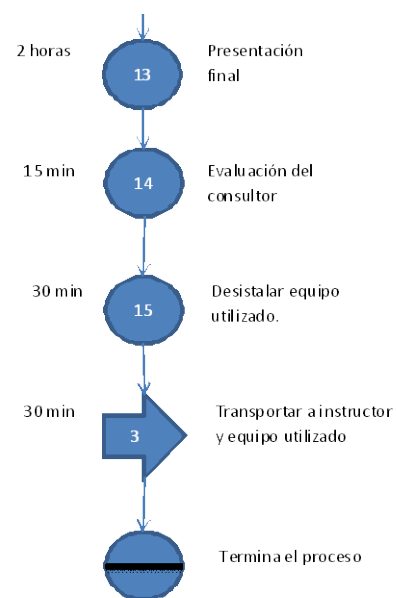 2 horas
13
Presentación
final
15 min
14
Evaluación del
consultor
30 min
15
Desistalar equipo
utilizado.
30 min
3
Transportar a instructor
y equipo utilizado
Termina el proceso